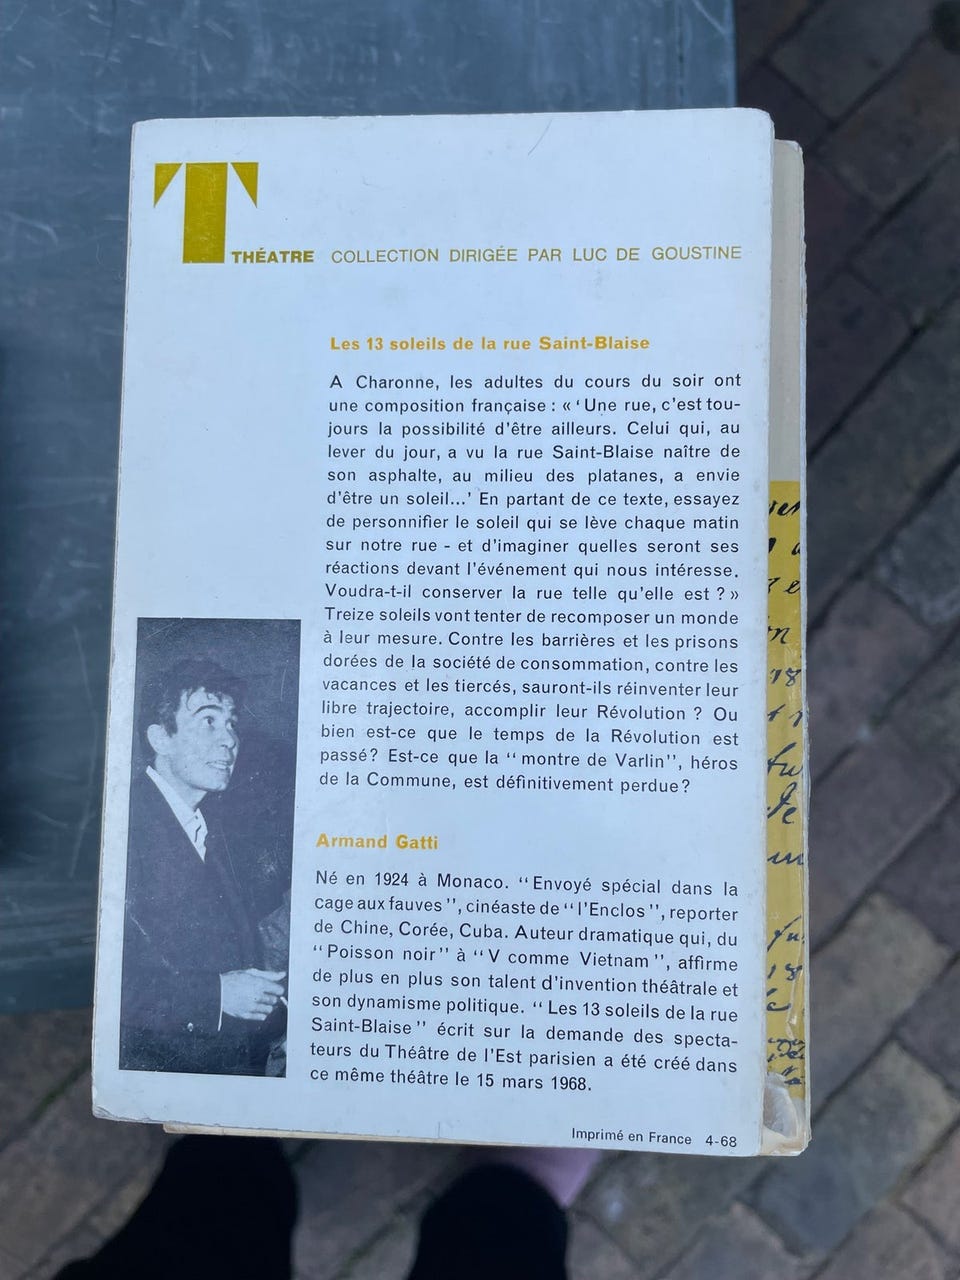 T
THÉATRE COLLECTION DIRIGÉE PAR LUC DE GOUSTINE
Les 13 soleils de la rue Saint-Blaise
A Charonne, les adultes du cours du soir ont
une composition française : « ‘ Une rue, c'est tou-
jours la possibilité d'être ailleurs. Celui qui, au
lever du jour, a vu la rue Saint-Blaise naître de
son asphalte, au milieu des platanes, a envie
d'être un soleil...’ En partant de ce texte, essayez
de personnifier le soleil qui se lève chaque matin
sur notre rue - et d'imaginer quelles seront ses
réactions devant l'événement qui nous intéresse.
Voudra-t-il conserver la rue telle qu'elle est ? »
Treize soleils vont tenter de recomposer un monde
à leur mesure. Contre les barrières et les prisons
dorées de la société de consommation, contre les
vacances et les tiercés, sauront-ils réinventer leur
libre trajectoire, accomplir leur Révolution ? Ou
bien est-ce que le temps de la Révolution est
passé? Est-ce que la “ montre de Varlin”, héros
de la Commune, est définitivement perdue?
Armand Gatti
Né en 1924 à Monaco. “Envoyé spécial dans la
cage aux fauves”, cinéaste de “l'Enclos”, reporter
de Chine, Corée, Cuba. Auteur dramatique qui, du
“Poisson noir” à “V comme Vietnam”, affirme
de plus en plus son talent d'invention théâtrale et
son dynamisme politique. “ Les 13 soleils de la rue
Saint-Blaise” écrit sur la demande des specta-
teurs du Théâtre de l'Est parisien a été créé dans
ce même théâtre le 15 mars 1968.
Imprimé en France 4-68